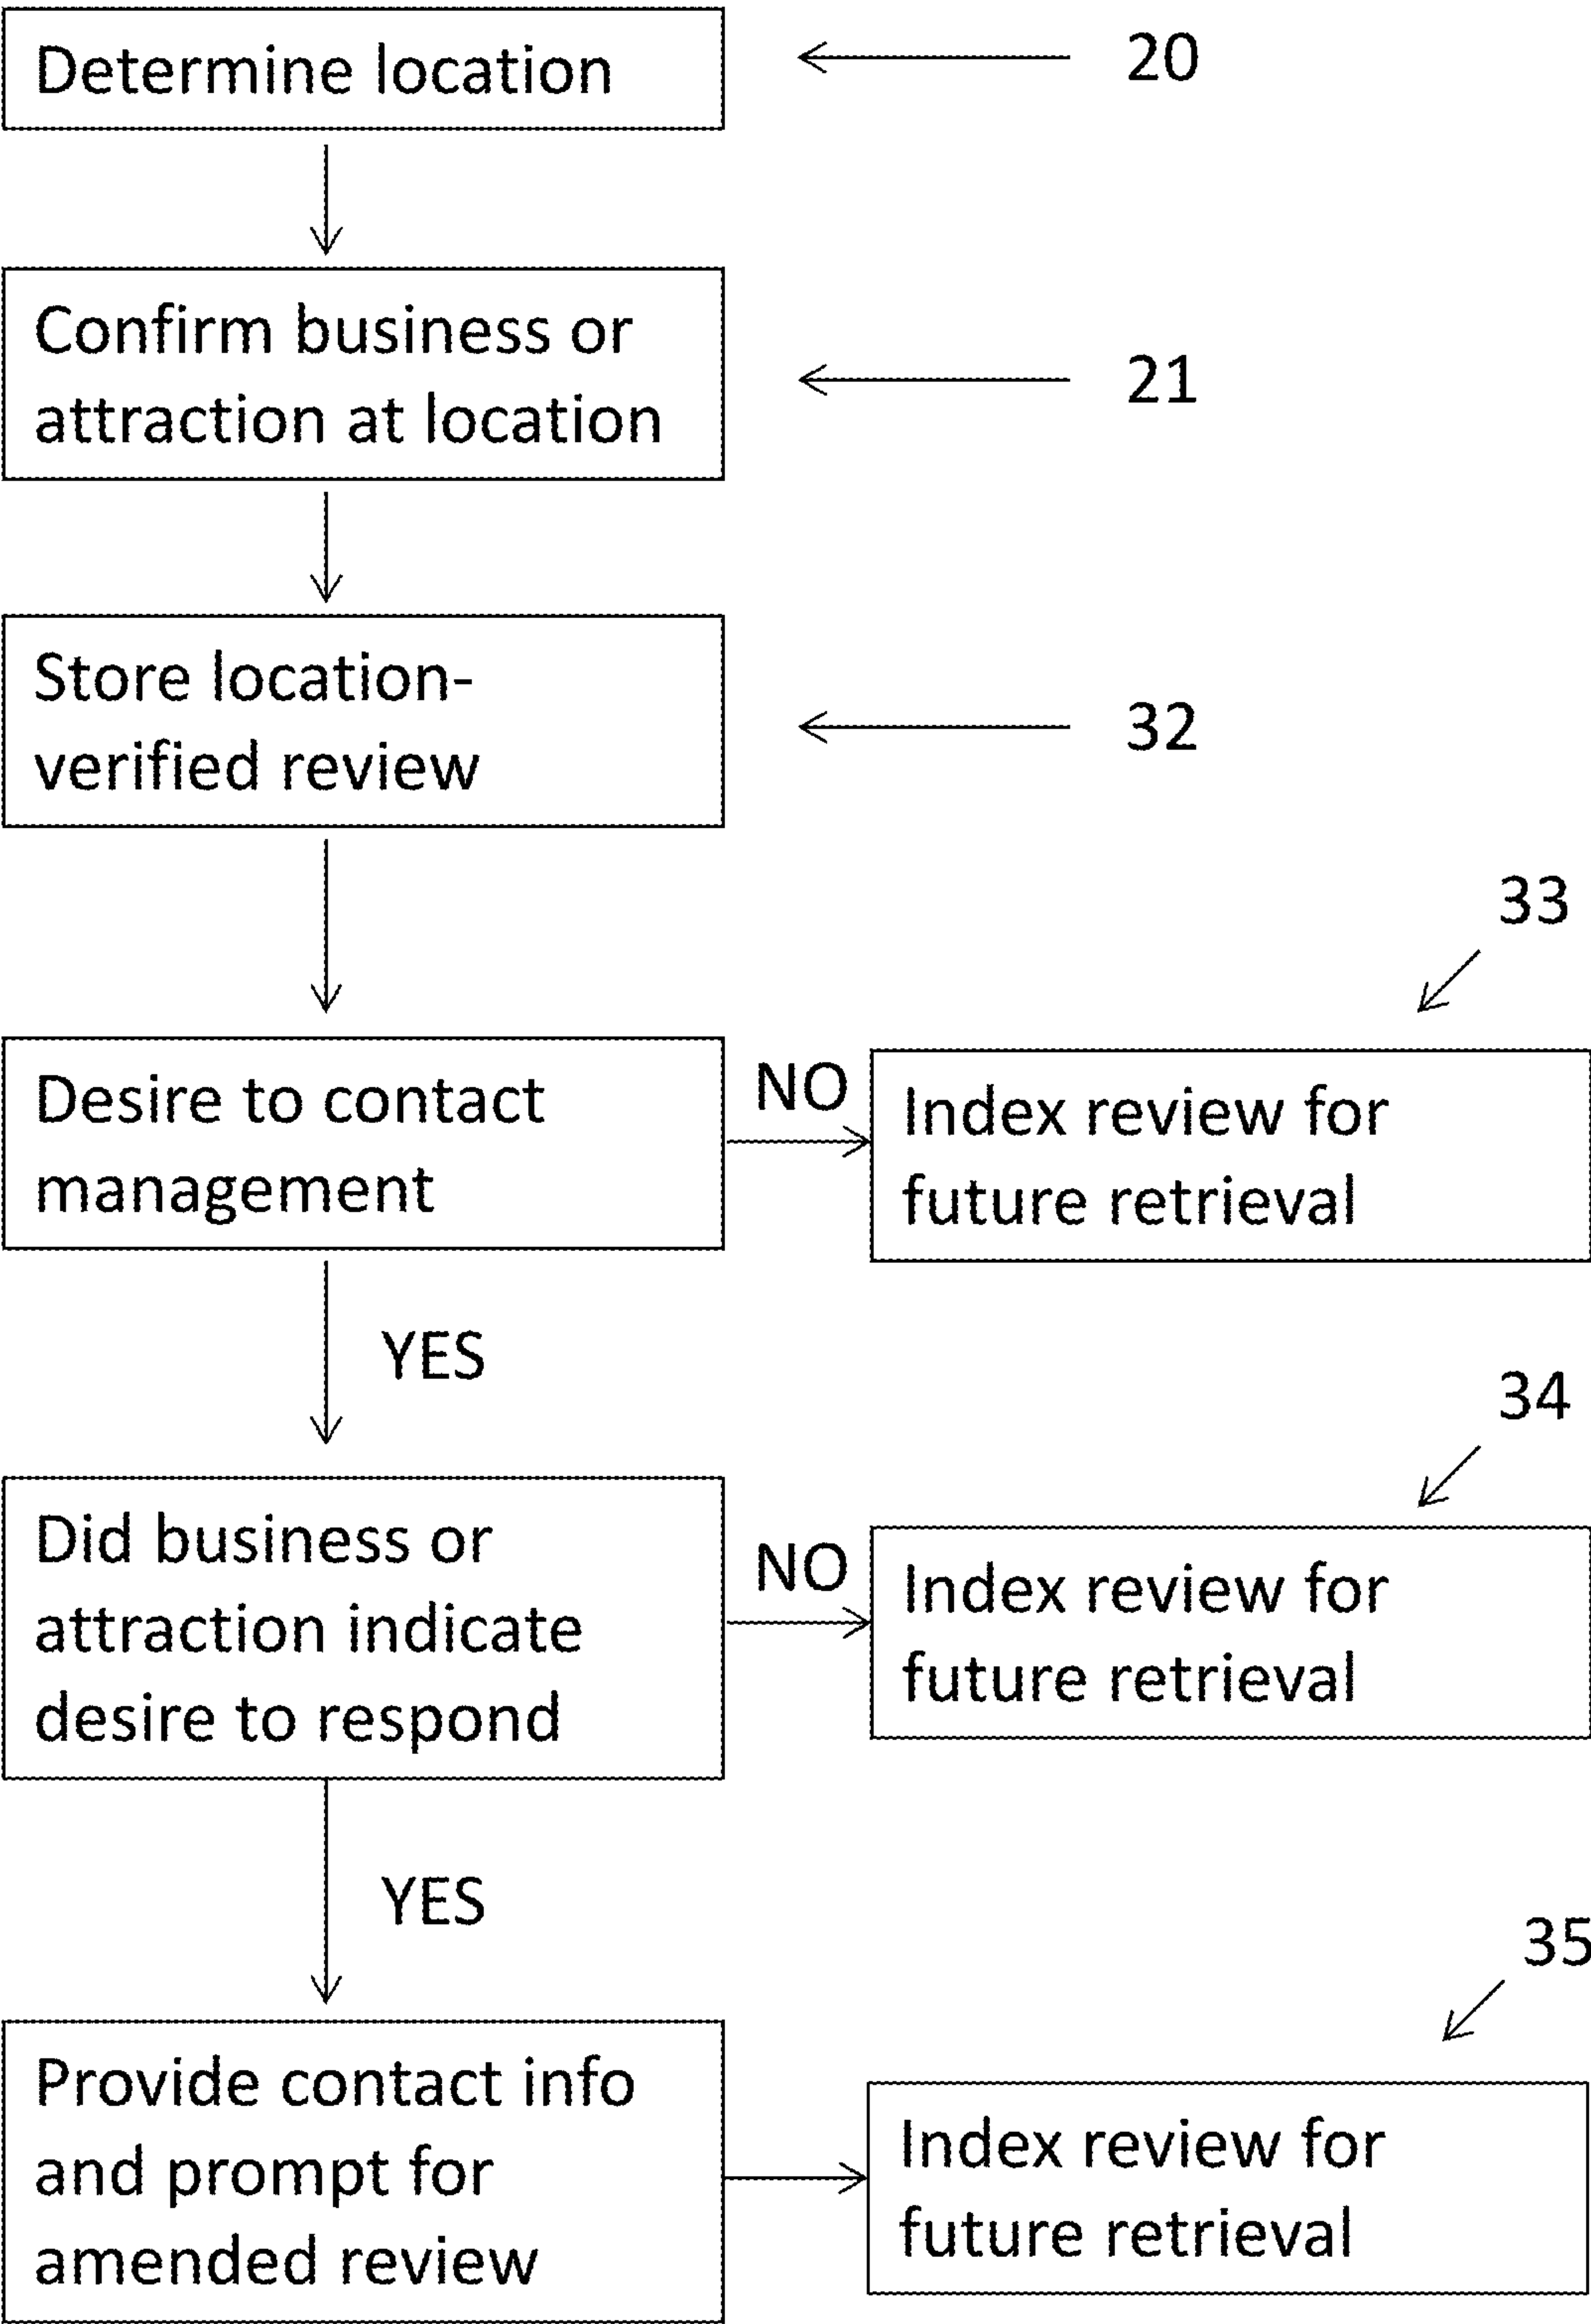 Determine location
20
Confirm business or
attraction at location
21
Store location-
verified review
32
33
Desire to contact
management
NO
Index review for
future retrieval
YES
34
Did business or
attraction indicate
desire to respond
NO
Index review for
future retrieval
YES
35
Provide contact info
and prompt for
amended review
Index review for
future retrieval